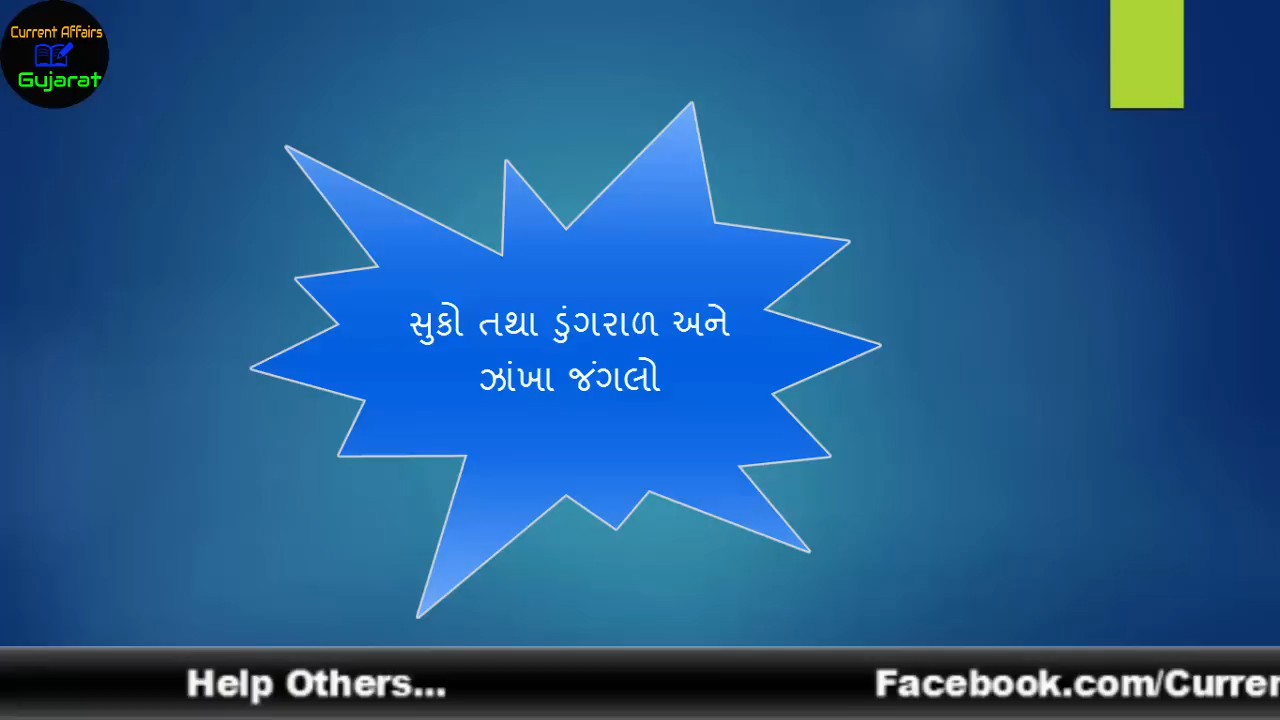 Current Affairs
Gujarat
સુકો તથા ડુંગરાળ અને
ઝાંખા જંગલો
Help Others...
Facebook.com/Curren